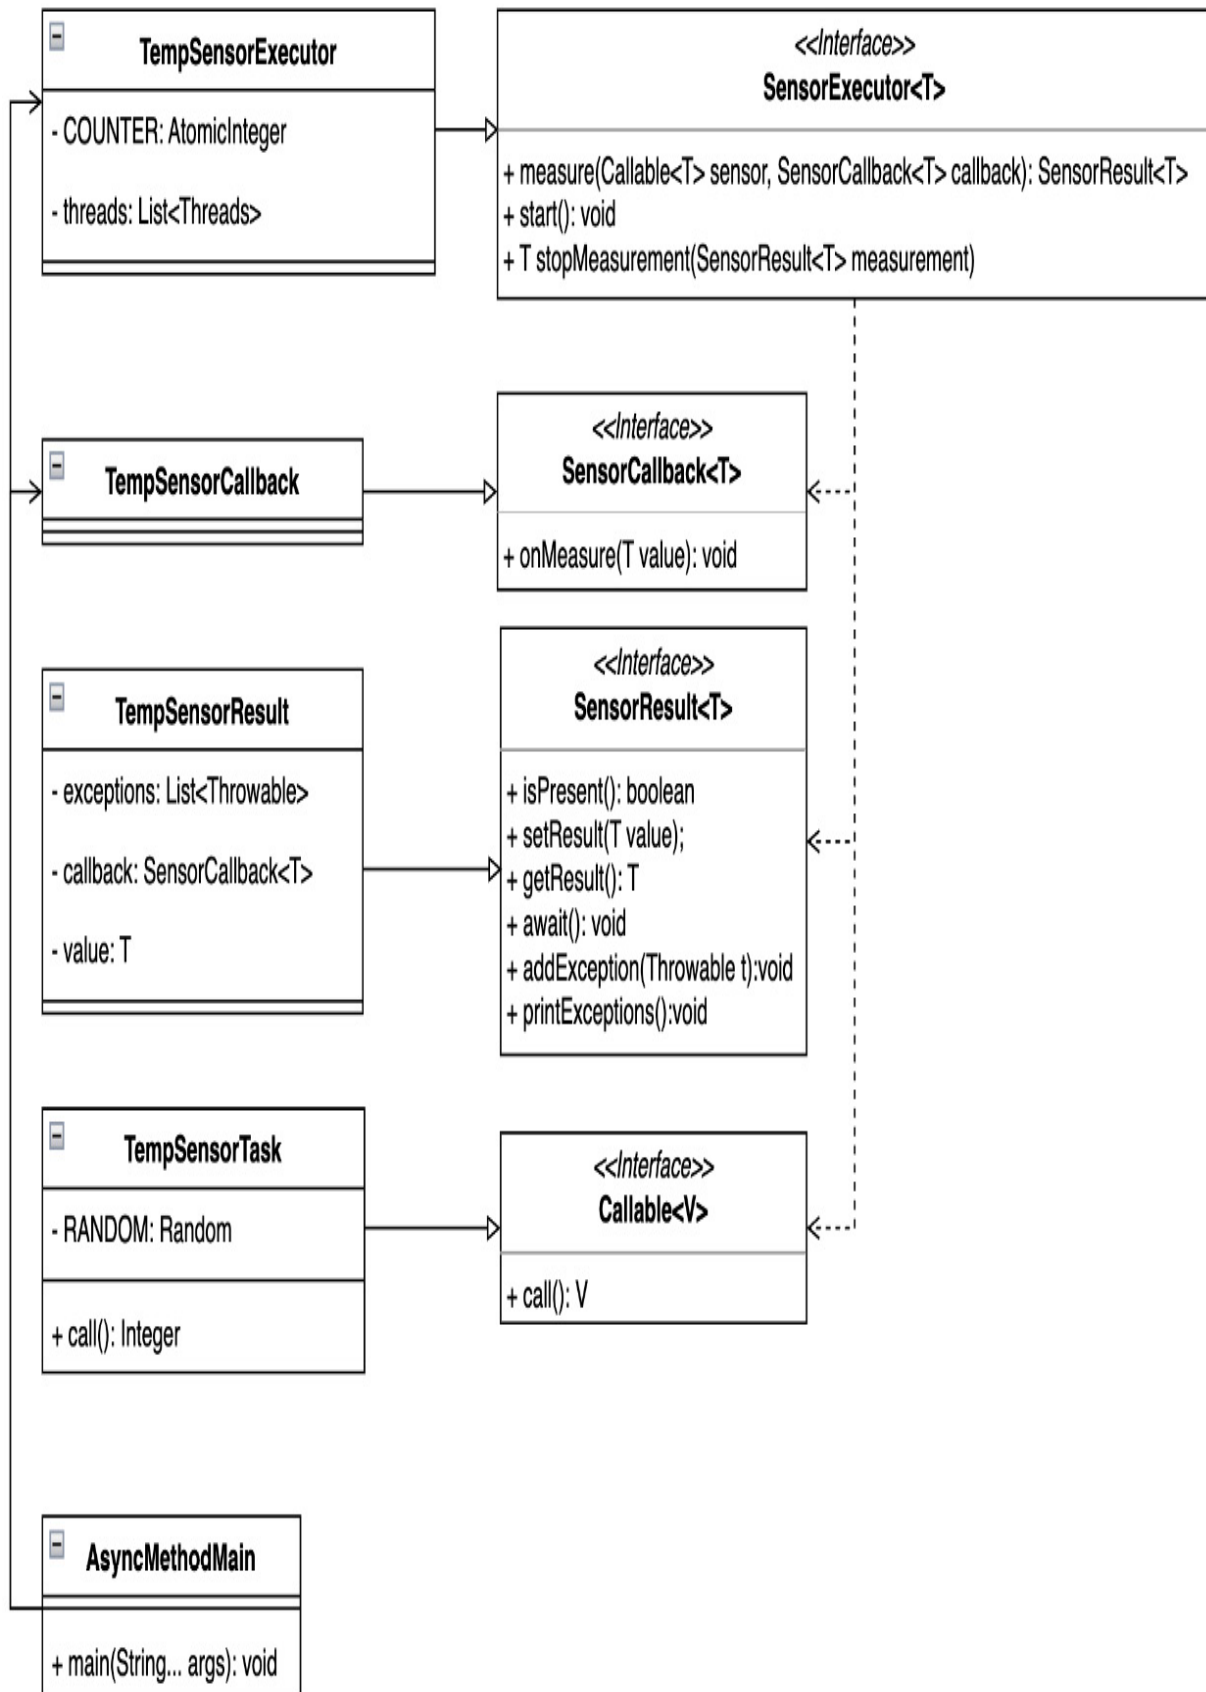 TempSensorExecutor
- COUNTER: AtomicInteger
- threads: List<Threads>
<<Interface>>
SensorExecutor<T>
+ measure(Callable<T> sensor, SensorCallback<T> callback): SensorResult<T>
+ start(): void
+ T stopMeasurement(SensorResult<T> measurement)
TempSensorCallback
<<Interface>>
SensorCallback<T>
+ onMeasure(T value): void
TempSensorResult
- exceptions: List<Throwable>
- callback: SensorCallback<T>
- value: T
<<Interface>>
SensorResult<T>
+ isPresent(): boolean
+ setResult(T value);
+ getResult(): T
+ await(): void
+ addException(Throwable t):void
+ printExceptions():void
TempSensorTask
- RANDOM: Random
+ call(): Integer
<<Interface>>
Callable<V>
+ call(): V
AsyncMethodMain
+ main(String... args): void